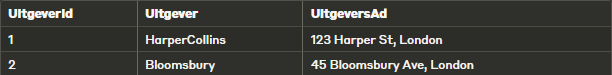 UItgeverId UItgever UItgeversAd
1 HarperCollins 123 Harper St, London
2 Bloomsbury 45 Bloomsbury Ave, London